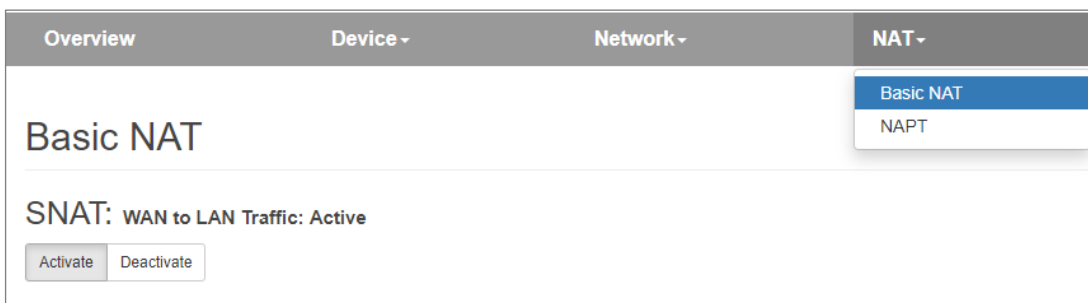 Overview Device Network NAT
Basic NAT
NAPT
Basic NAT
SNAT: WAN to LAN Traffic: Active
Activate Deactivate